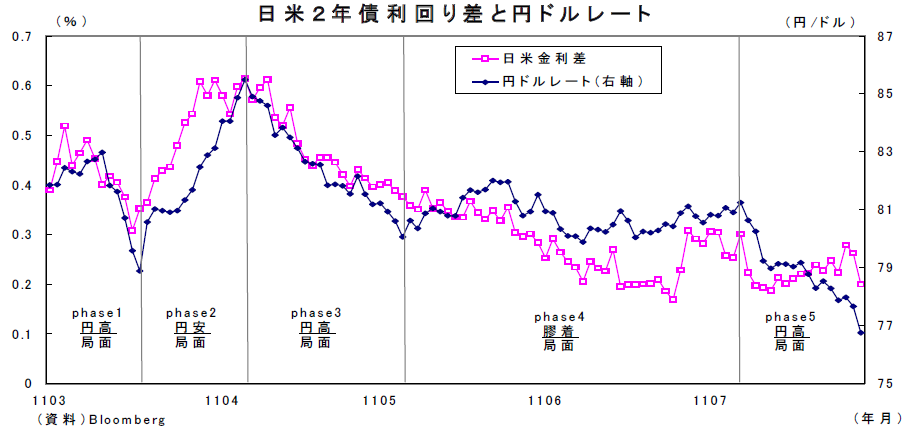 日米2年債利回り差と円ドルレート
(%)
(円/ドル)
0.7
0.6
0.5
0.4
0.3
0.2
0.1
0
87
85
83
81
79
77
75
日米金利差
円ドルレート(右軸)
phase1
円高
局面
phase2
円安
局面
phase3
円高
局面
phase4
膠着
局面
phase5
円高
局面
1103
1104
1105
1106
1107
(資料)Bloomberg
(年月)